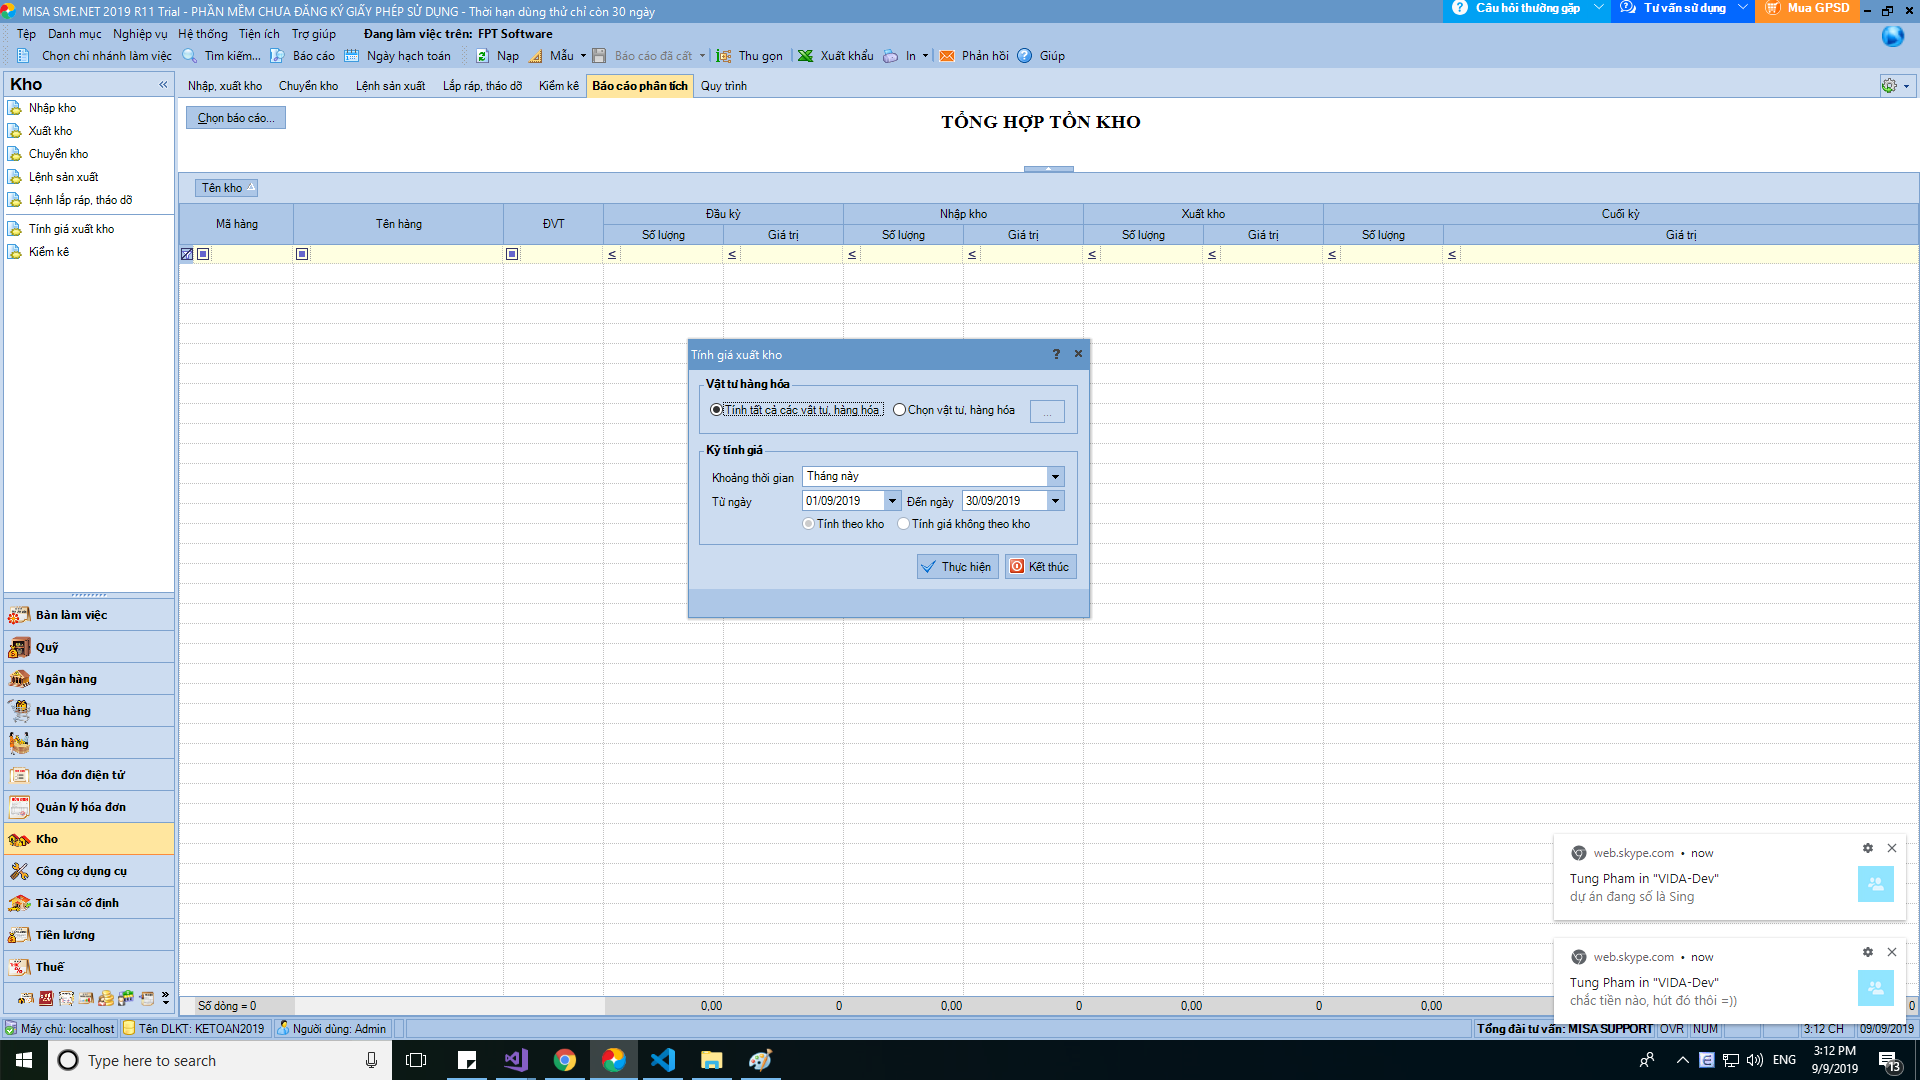 MISA SME.NET 2019 R11 Trial - PHẦN MỀM CHƯA ĐĂNG KÝ GIẤY PHÉP SỬ DỤNG - Thời hạn dùng thử chỉ còn 30 ngày
Câu hỏi thường gặp Tư vấn sử dụng Mua GPSD
Tệp Danh mục Nghiệp vụ Hệ thống Tiện ích Trợ giúp Đang làm việc trên: FPT Software
Chọn chi nhánh làm việc Tìm kiếm... Báo cáo Ngày hạch toán Nạp Mẫu Báo cáo đã cất Thu gọn Xuất khẩu In Phản hồi Giúp
Kho «
Nhập kho
Xuất kho
Chuyển kho
Lệnh sản xuất
Lệnh lắp ráp, tháo dỡ
Tính giá xuất kho
Kiểm kê
Nhập, xuất kho Chuyển kho Lệnh sản xuất Lắp ráp, tháo dỡ Kiểm kê Báo cáo phân tích Quy trình
Chọn báo cáo...
TỔNG HỢP TỒN KHO
Tên kho
Mã hàng Tên hàng ĐVT Đầu kỳ Nhập kho Xuất kho Cuối kỳ
Số lượng Giá trị Số lượng Giá trị Số lượng Giá trị Số lượng Giá trị
≤ ≤ ≤ ≤ ≤ ≤ ≤ ≤
Tính giá xuất kho ?
Vật tư hàng hóa
Tính tất cả các vật tư, hàng hóa Chọn vật tư, hàng hóa ...
Kỳ tính giá
Khoảng thời gian Tháng này
Từ ngày 01/09/2019 Đến ngày 30/09/2019
Tính theo kho Tính giá không theo kho
Thực hiện Kết thúc
Bàn làm việc
Quỹ
Ngân hàng
Mua hàng
Bán hàng
Hóa đơn điện tử
Quản lý hóa đơn
Kho
Công cụ dụng cụ
Tài sản cố định
Tiền lương
Thuế
web.skype.com • now
Tung Pham in "VIDA-Dev"
dự án đang số là Sing
web.skype.com • now
Tung Pham in "VIDA-Dev"
chắc tiền nào, hút đó thôi =))
Số dòng = 0 0,00 0 0,00 0 0,00 0 0,00 0
Máy chủ: localhost Tên DLKT: KETOAN2019 Người dùng: Admin Tổng đài tư vấn: MISA SUPPORT OVR NUM 3:12 CH 09/09/2019
Type here to search
ENG
3:12 PM
9/9/2019
13